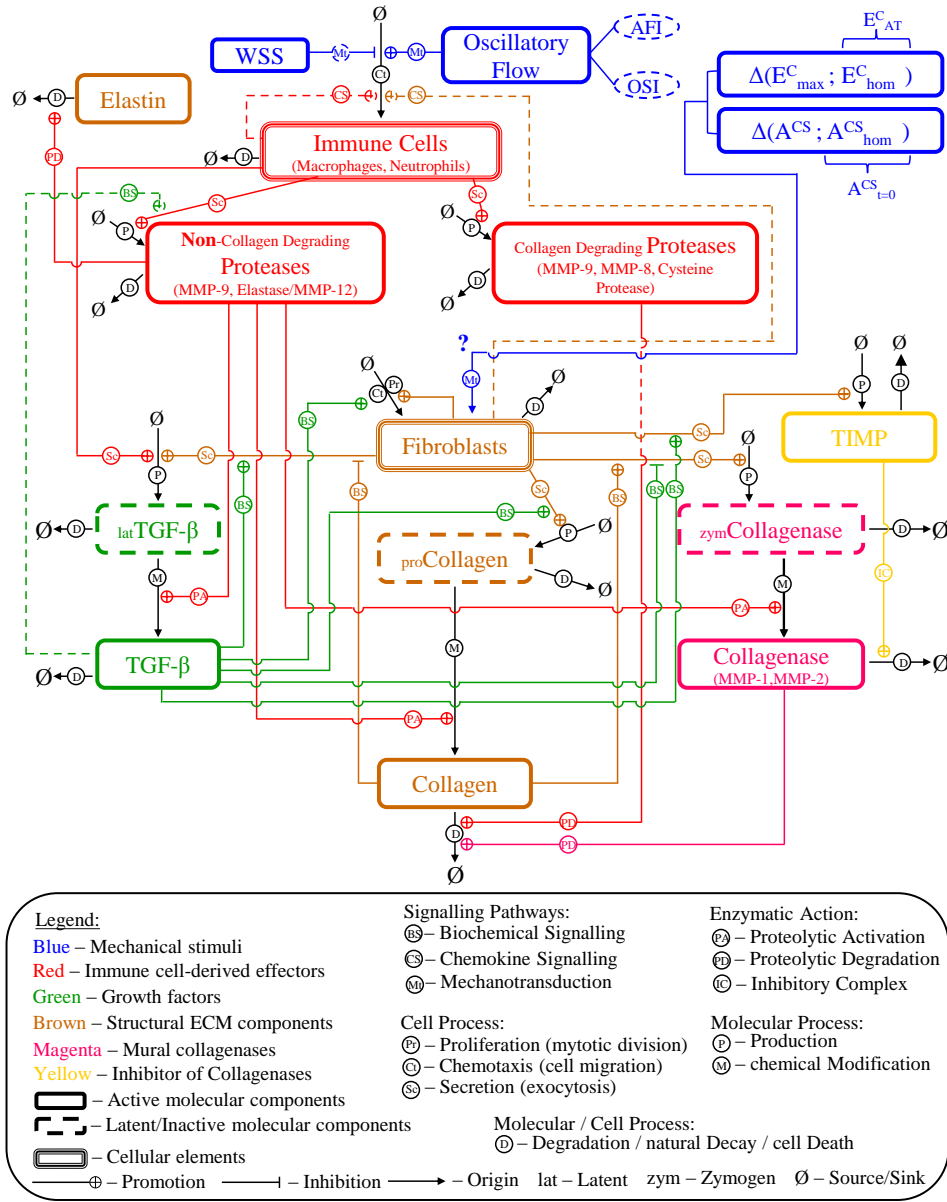 E^C_AT
WSS
Mt
Ø
Mt
Oscillatory
Flow
AFI
OSI
Δ(E^C_max ; E^C_hom )
Δ(A^CS ; A^CS_hom )
A^CS_t=0
Ct
CS
CS
Ø
D
Elastin
Immune Cells
(Macrophages, Neutrophils)
Ø
D
PD
BS
Sc
Sc
Ø
P
Ø
P
Non-Collagen Degrading
Proteases
(MMP-9, Elastase/MMP-12)
Collagen Degrading Proteases
(MMP-9, MMP-8, Cysteine
Protease)
D
Ø
D
Ø
?
Mt
Ø
Ct
Pr
Ø
D
Ø
P
Ø
D
BS
Sc
Fibroblasts
TIMP
Ø
Sc
P
Sc
Sc
Ø
P
BS
BS
Sc
BS
BS
BS
BS
Ø
P
Ø
D
latTGF-β
proCollagen
D
Ø
zymCollagenase
D
Ø
M
PA
M
PA
M
IC
Ø
D
TGF-β
Collagenase
(MMP-1,MMP-2)
D
Ø
PA
Collagen
D
PD
PD
Ø
Legend:
Blue – Mechanical stimuli
Red – Immune cell-derived effectors
Green – Growth factors
Brown – Structural ECM components
Magenta – Mural collagenases
Yellow – Inhibitor of Collagenases
– Active molecular components
– Latent/Inactive molecular components
– Cellular elements
Signalling Pathways:
BS – Biochemical Signalling
CS – Chemokine Signalling
Mt – Mechanotransduction
Cell Process:
Pr – Proliferation (mytotic division)
Ct – Chemotaxis (cell migration)
Sc – Secretion (exocytosis)
Enzymatic Action:
PA – Proteolytic Activation
PD – Proteolytic Degradation
IC – Inhibitory Complex
Molecular Process:
P – Production
M – chemical Modification
Molecular / Cell Process:
D – Degradation / natural Decay / cell Death
– Promotion – Inhibition – Origin lat – Latent zym – Zymogen Ø – Source/Sink